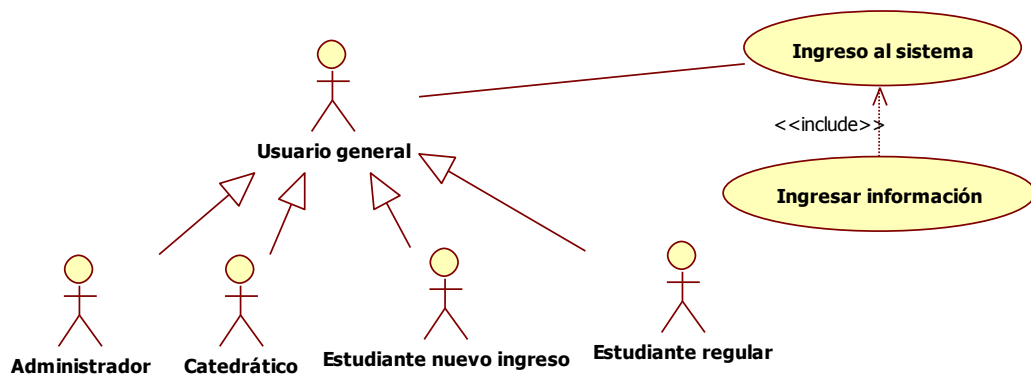 Ingreso al sistema
<<include>>
Usuario general
Ingresar información
Administrador
Catedrático
Estudiante nuevo ingreso
Estudiante regular